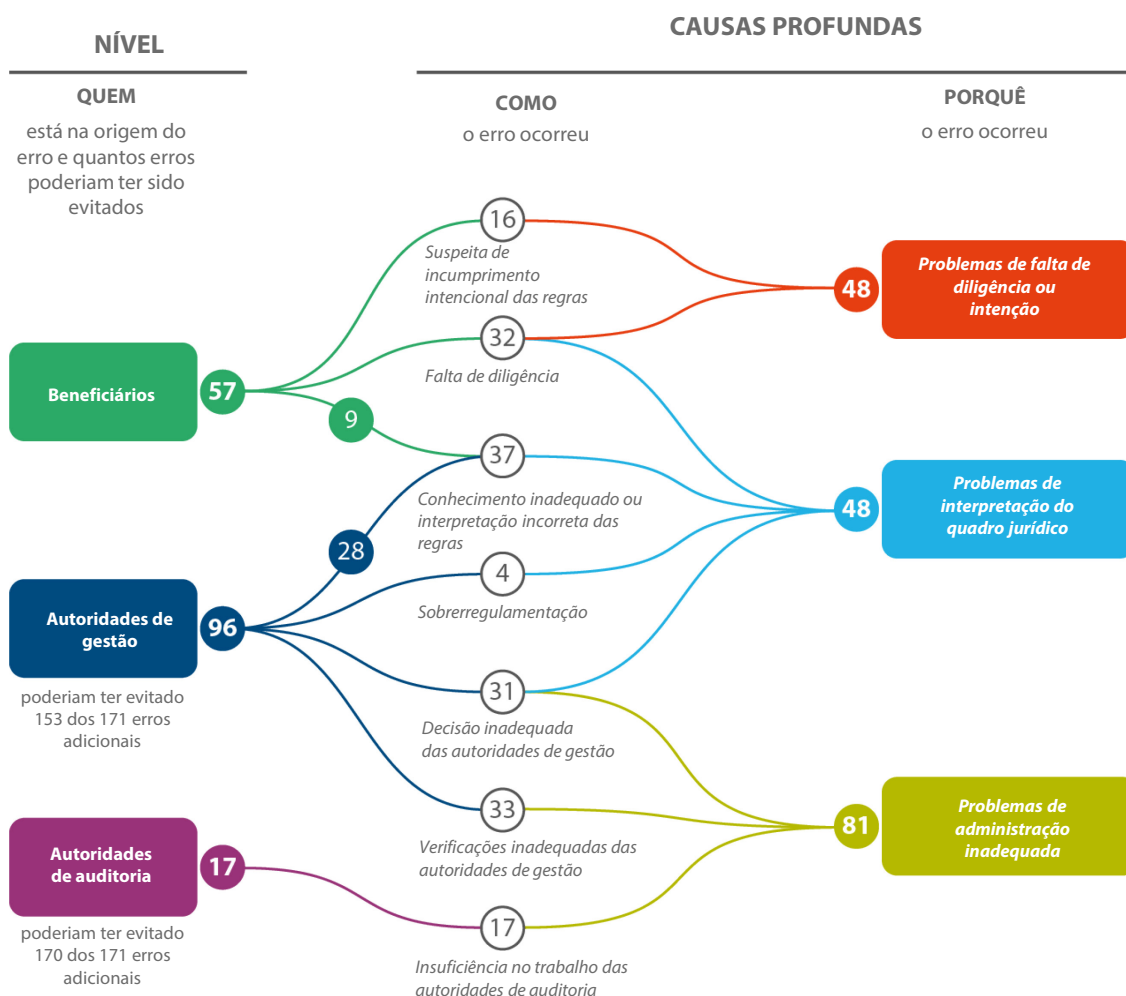 NÍVEL
CAUSAS PROFUNDAS
QUEM
está na origem do
erro e quantos erros
poderiam ter sido
evitados
COMO
o erro ocorreu
PORQUÊ
o erro ocorreu
Beneficiários
57
9
Autoridades de
gestão
96
28
poderiam ter evitado
153 dos 171 erros
adicionais
Autoridades
de auditoria
17
poderiam ter evitado
170 dos 171 erros
adicionais
16
Suspeita de
incumprimento
intencional das regras
32
Falta de diligência
37
Conhecimento inadequado ou
interpretação incorreta das
regras
4
Sobrerregulamentação
31
Decisão inadequada
das autoridades de gestão
33
Verificações inadequadas das
autoridades de gestão
17
Insuficiência no trabalho das
autoridades de auditoria
48
Problemas de falta de
diligência ou
intenção
48
Problemas de
interpretação do
quadro jurídico
81
Problemas de
administração
inadequada